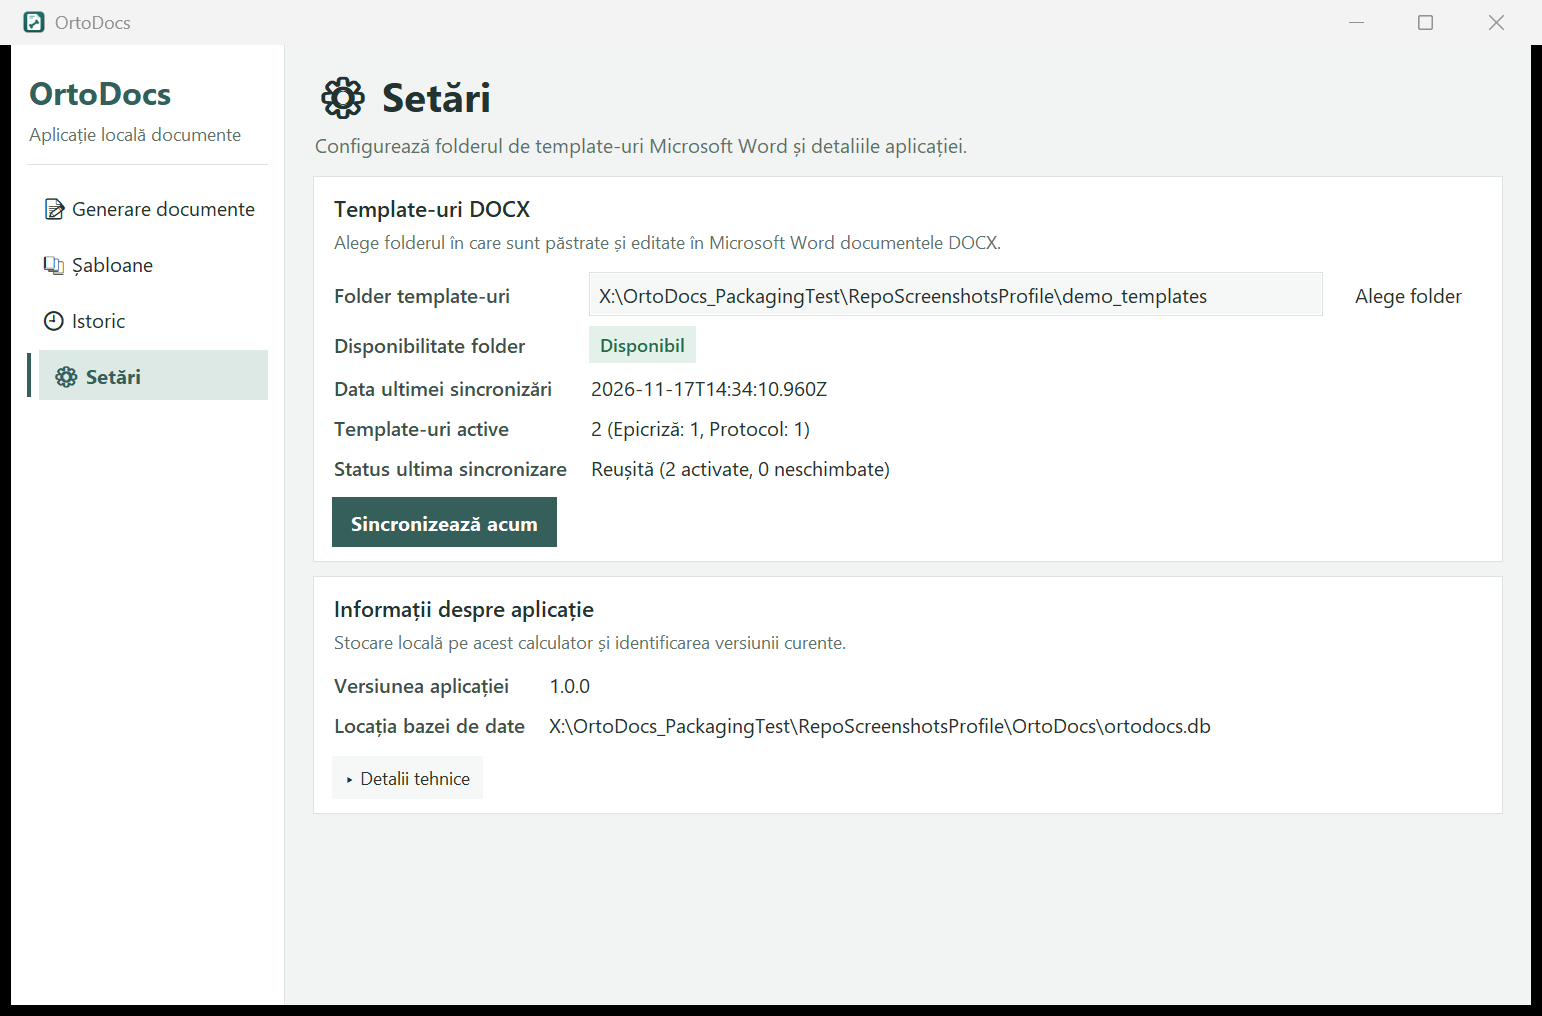 OrtoDocs
OrtoDocs
Aplicație locală documente
Generare documente
Șabloane
Istoric
Setări
Setări
Configurează folderul de template-uri Microsoft Word și detaliile aplicației.
Template-uri DOCX
Alege folderul în care sunt păstrate și editate în Microsoft Word documentele DOCX.
Folder template-uri X:\OrtoDocs_PackagingTest\RepoScreenshotsProfile\demo_templates Alege folder
Disponibilitate folder Disponibil
Data ultimei sincronizări 2026-11-17T14:34:10.960Z
Template-uri active 2 (Epicriză: 1, Protocol: 1)
Status ultima sincronizare Reușită (2 activate, 0 neschimbate)
Sincronizează acum
Informații despre aplicație
Stocare locală pe acest calculator și identificarea versiunii curente.
Versiunea aplicației 1.0.0
Locația bazei de date X:\OrtoDocs_PackagingTest\RepoScreenshotsProfile\OrtoDocs\ortodocs.db
Detalii tehnice